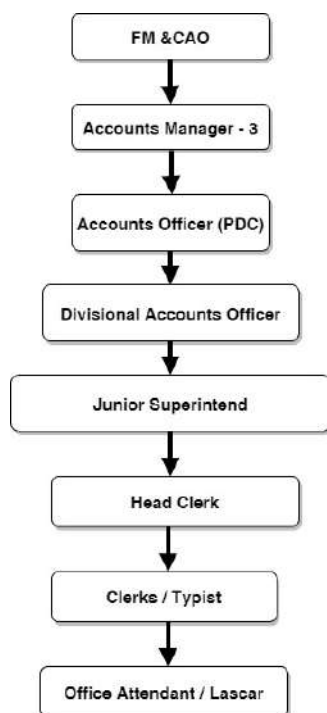 FM &CAO
Accounts Manager - 3
Accounts Officer (PDC)
Divisional Accounts Officer
Junior Superintend
Head Clerk
Clerks / Typist
Office Attendant / Lascar